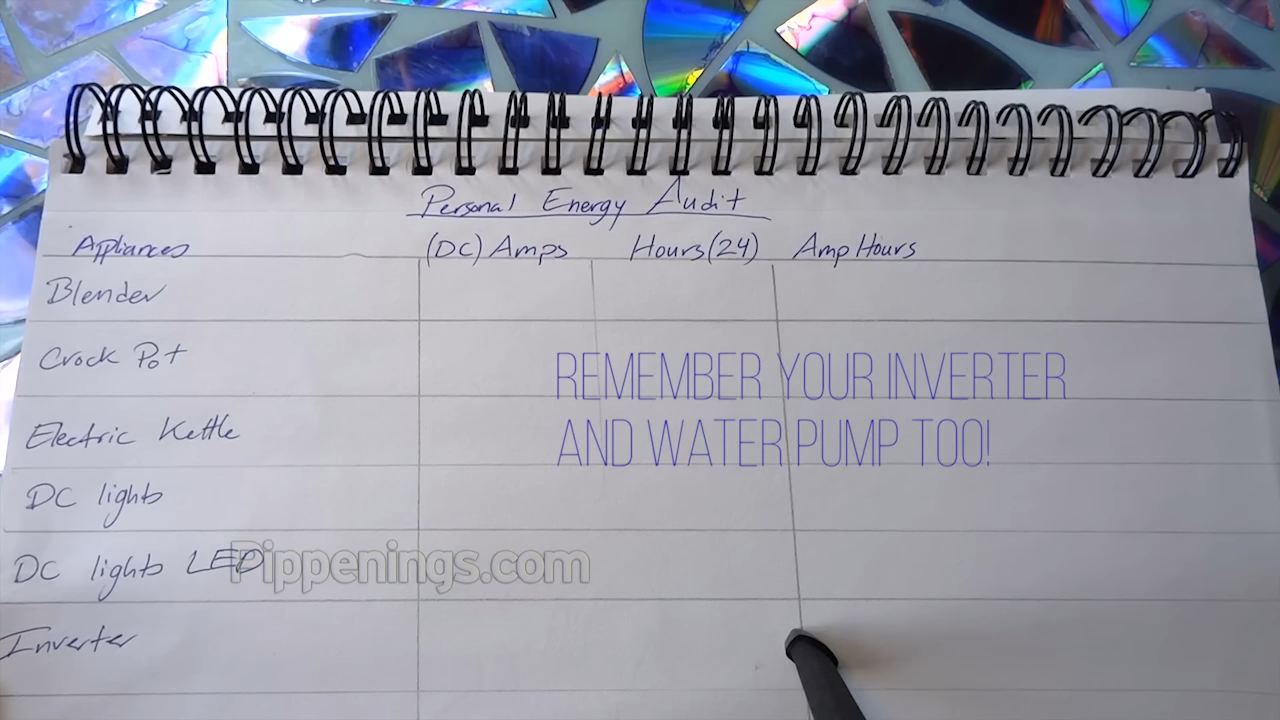 Personal Energy Audit
Appliances (DC) Amps Hours (24) Amp Hours
Blender
Crock Pot
REMEMBER YOUR INVERTER
AND WATER PUMP TOO!
Electric Kettle
DC lights
DC lights LED
Pippenings.com
Inverter